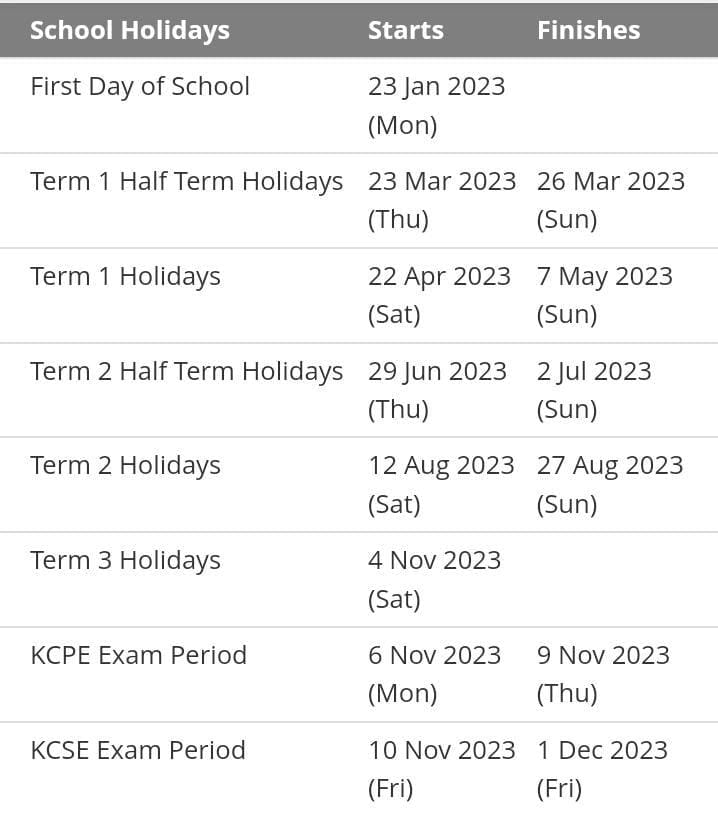 School Holidays Starts Finishes
First Day of School 23 Jan 2023
(Mon)
Term 1 Half Term Holidays 23 Mar 2023 26 Mar 2023
(Thu) (Sun)
Term 1 Holidays 22 Apr 2023 7 May 2023
(Sat) (Sun)
Term 2 Half Term Holidays 29 Jun 2023 2 Jul 2023
(Thu) (Sun)
Term 2 Holidays 12 Aug 2023 27 Aug 2023
(Sat) (Sun)
Term 3 Holidays 4 Nov 2023
(Sat)
KCPE Exam Period 6 Nov 2023 9 Nov 2023
(Mon) (Thu)
KCSE Exam Period 10 Nov 2023 1 Dec 2023
(Fri) (Fri)